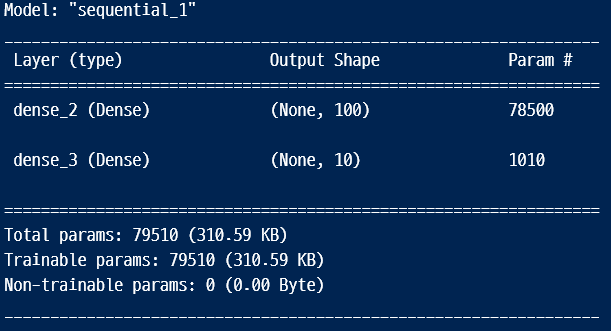 Model: "sequential_1"
_________________________________________________________________
Layer (type) Output Shape Param #
=================================================================
dense_2 (Dense) (None, 100) 78500
dense_3 (Dense) (None, 10) 1010
=================================================================
Total params: 79510 (310.59 KB)
Trainable params: 79510 (310.59 KB)
Non-trainable params: 0 (0.00 Byte)
_________________________________________________________________